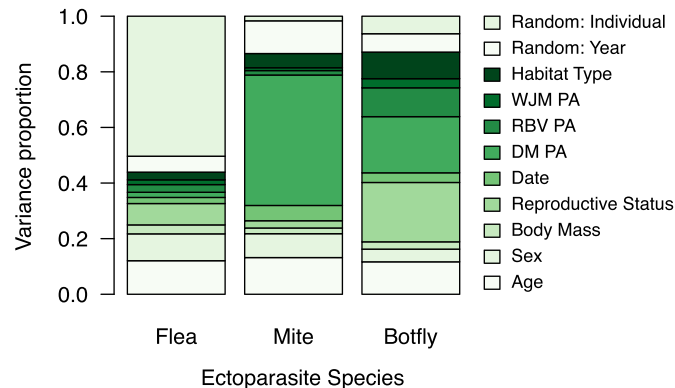 Variance proportion
1.0
0.8
0.6
0.4
0.2
0.0
Flea
Mite
Botfly
Ectoparasite Species
Random: Individual
Random: Year
Habitat Type
WJM PA
RBV PA
DM PA
Date
Reproductive Status
Body Mass
Sex
Age